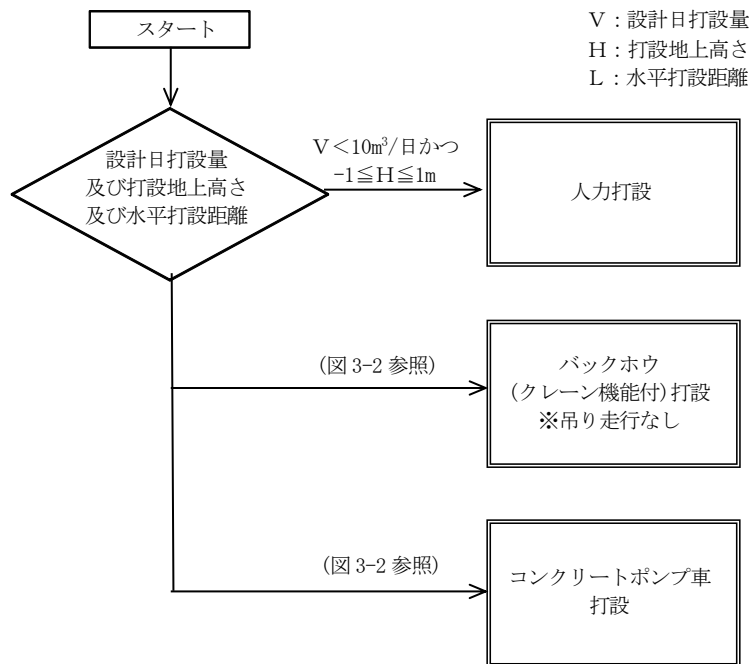 V：設計日打設量
H：打設地上高さ
L：水平打設距離
スタート
設計日打設量
及び打設地上高さ
及び水平打設距離
V＜10m³/日かつ
-1≦H≦1m
人力打設
(図 3-2 参照)
バックホウ
(クレーン機能付)打設
※吊り走行なし
(図 3-2 参照)
コンクリートポンプ車
打設